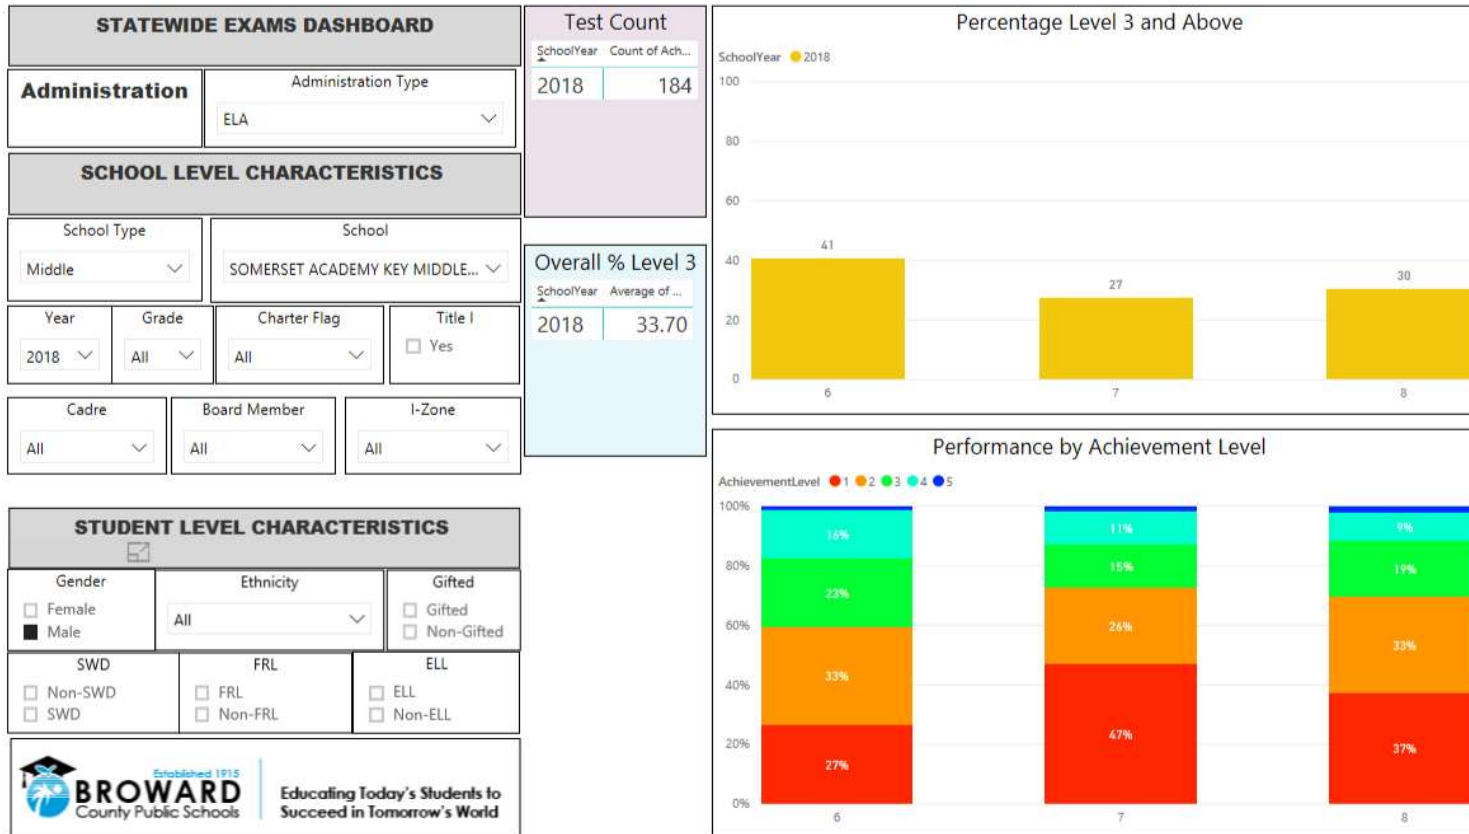 STATEWIDE EXAMS DASHBOARD
Administration
Administration Type
ELA
SCHOOL LEVEL CHARACTERISTICS
School Type
Middle
School
SOMERSET ACADEMY KEY MIDDLE...
Year
2018
Grade
All
Charter Flag
All
Title I
Yes
Cadre
All
Board Member
All
I-Zone
All
STUDENT LEVEL CHARACTERISTICS
Gender
Female
Male
Ethnicity
All
Gifted
Gifted
Non-Gifted
SWD
Non-SWD
SWD
FRL
FRL
Non-FRL
ELL
ELL
Non-ELL
Established 1915
BROWARD
County Public Schools
Educating Today's Students to
Succeed in Tomorrow's World
Test Count
SchoolYear Count of Ach...
2018 184
Overall % Level 3
SchoolYear Average of ...
2018 33.70
Percentage Level 3 and Above
SchoolYear 2018
100
80
60
40
20
0
41
27
30
6 7 8
Performance by Achievement Level
AchievementLevel 1 2 3 4 5
100%
80%
60%
40%
20%
0%
16% 11% 9%
23% 15% 19%
33% 26% 33%
27% 47% 37%
6 7 8